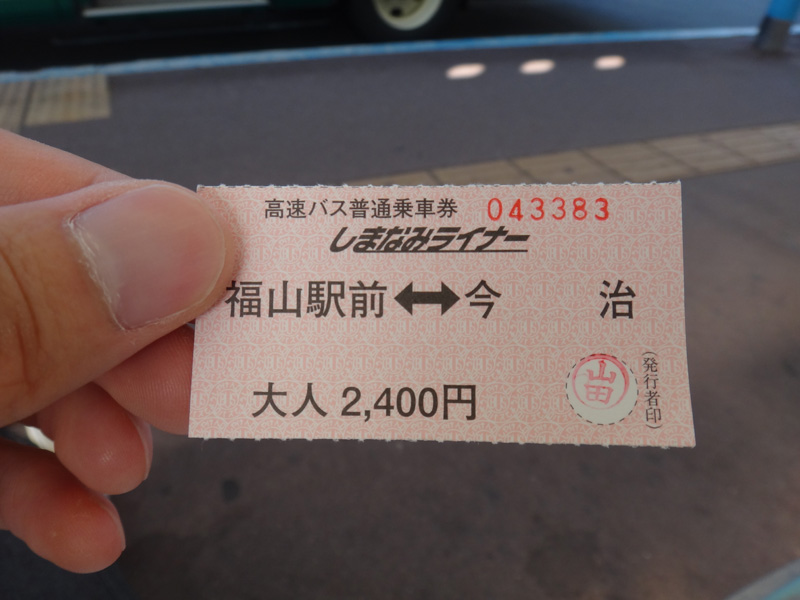 高速バス普通乗車券 043383
しまなみライナー
福山駅前↔今 治
大人 2,400円
山田
(発行者印)